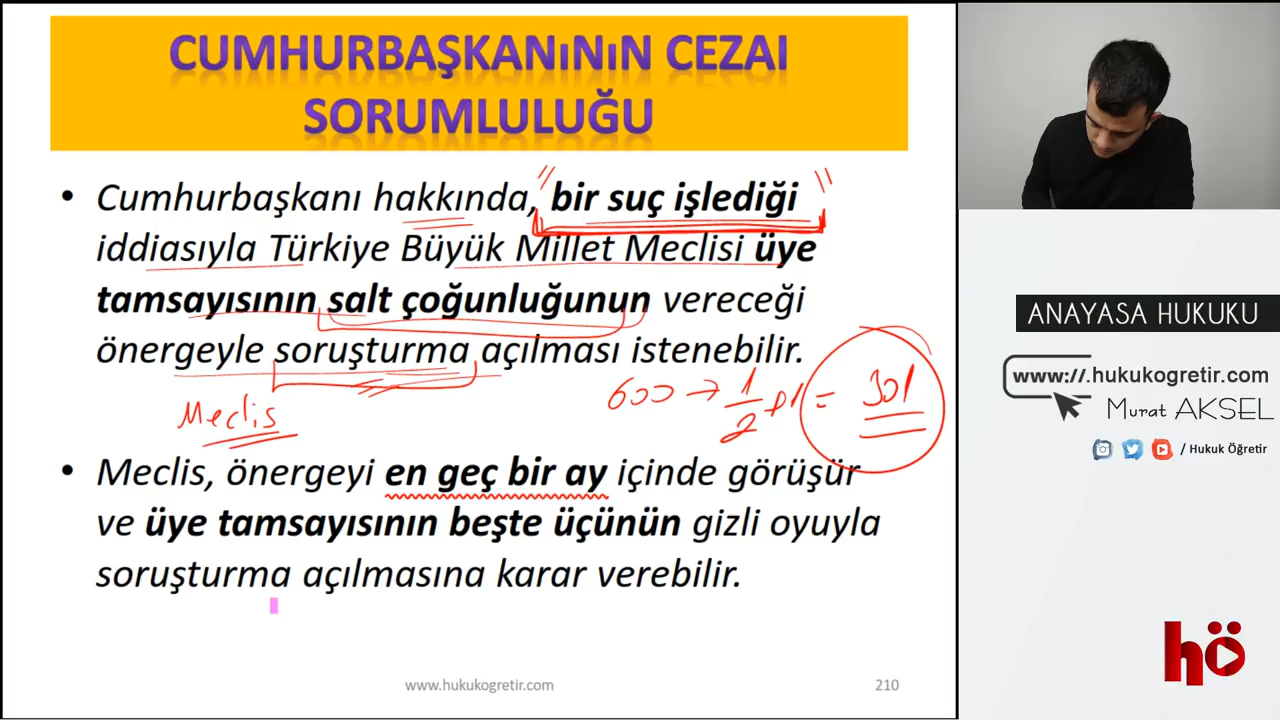 CUMHURBAŞKANıNıN CEZAI
SORUMLULUĞU
• Cumhurbaşkanı hakkında, bir suç işlediği
iddiasıyla Türkiye Büyük Millet Meclisi üye
tamsayısının salt çoğunluğunun vereceği
önergeyle soruşturma açılması istenebilir.
600 → 1/2 +1 = 301
Meclis
• Meclis, önergeyi en geç bir ay içinde görüşür
ve üye tamsayısının beşte üçünün gizli oyuyla
soruşturma açılmasına karar verebilir.
www.hukukogretir.com
210
ANAYASA HUKUKU
www://.hukukogretir.com
Murat AKSEL
/ Hukuk Öğretir
hö